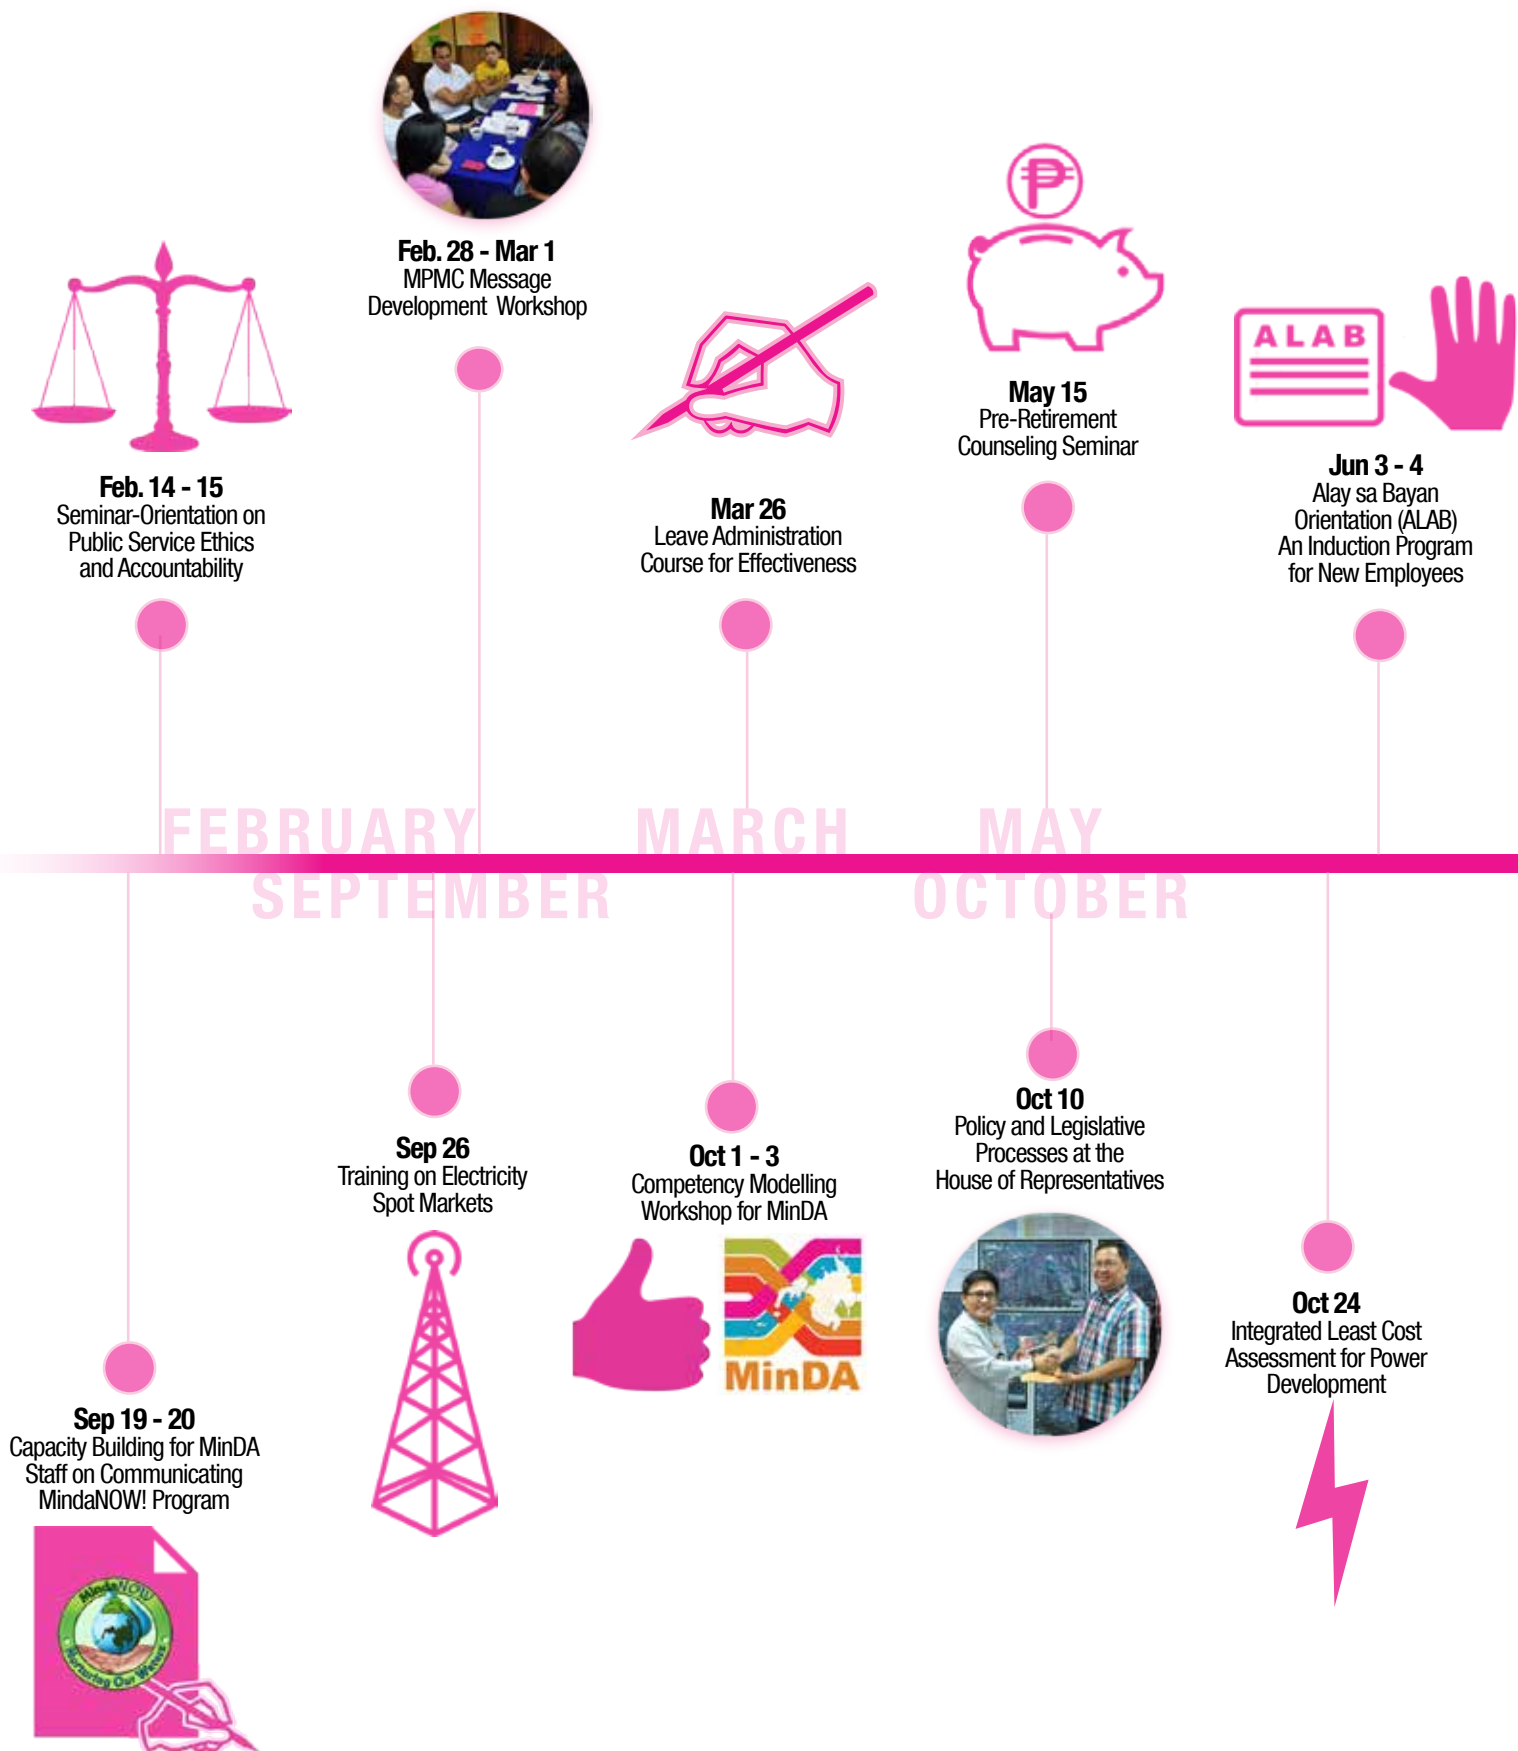 Feb. 28 - Mar 1
MPMC Message
Development Workshop
ALAB
Feb. 14 - 15
Seminar-Orientation on
Public Service Ethics
and Accountability
Mar 26
Leave Administration
Course for Effectiveness
May 15
Pre-Retirement
Counseling Seminar
Jun 3 - 4
Alay sa Bayan
Orientation (ALAB)
An Induction Program
for New Employees
FEBRUARY
MARCH
MAY
SEPTEMBER
OCTOBER
Sep 19 - 20
Capacity Building for MinDA
Staff on Communicating
MindaNOW! Program
MindaNOW
Nurturing Our Waters
Sep 26
Training on Electricity
Spot Markets
Oct 1 - 3
Competency Modelling
Workshop for MinDA
MinDA
Oct 10
Policy and Legislative
Processes at the
House of Representatives
Oct 24
Integrated Least Cost
Assessment for Power
Development